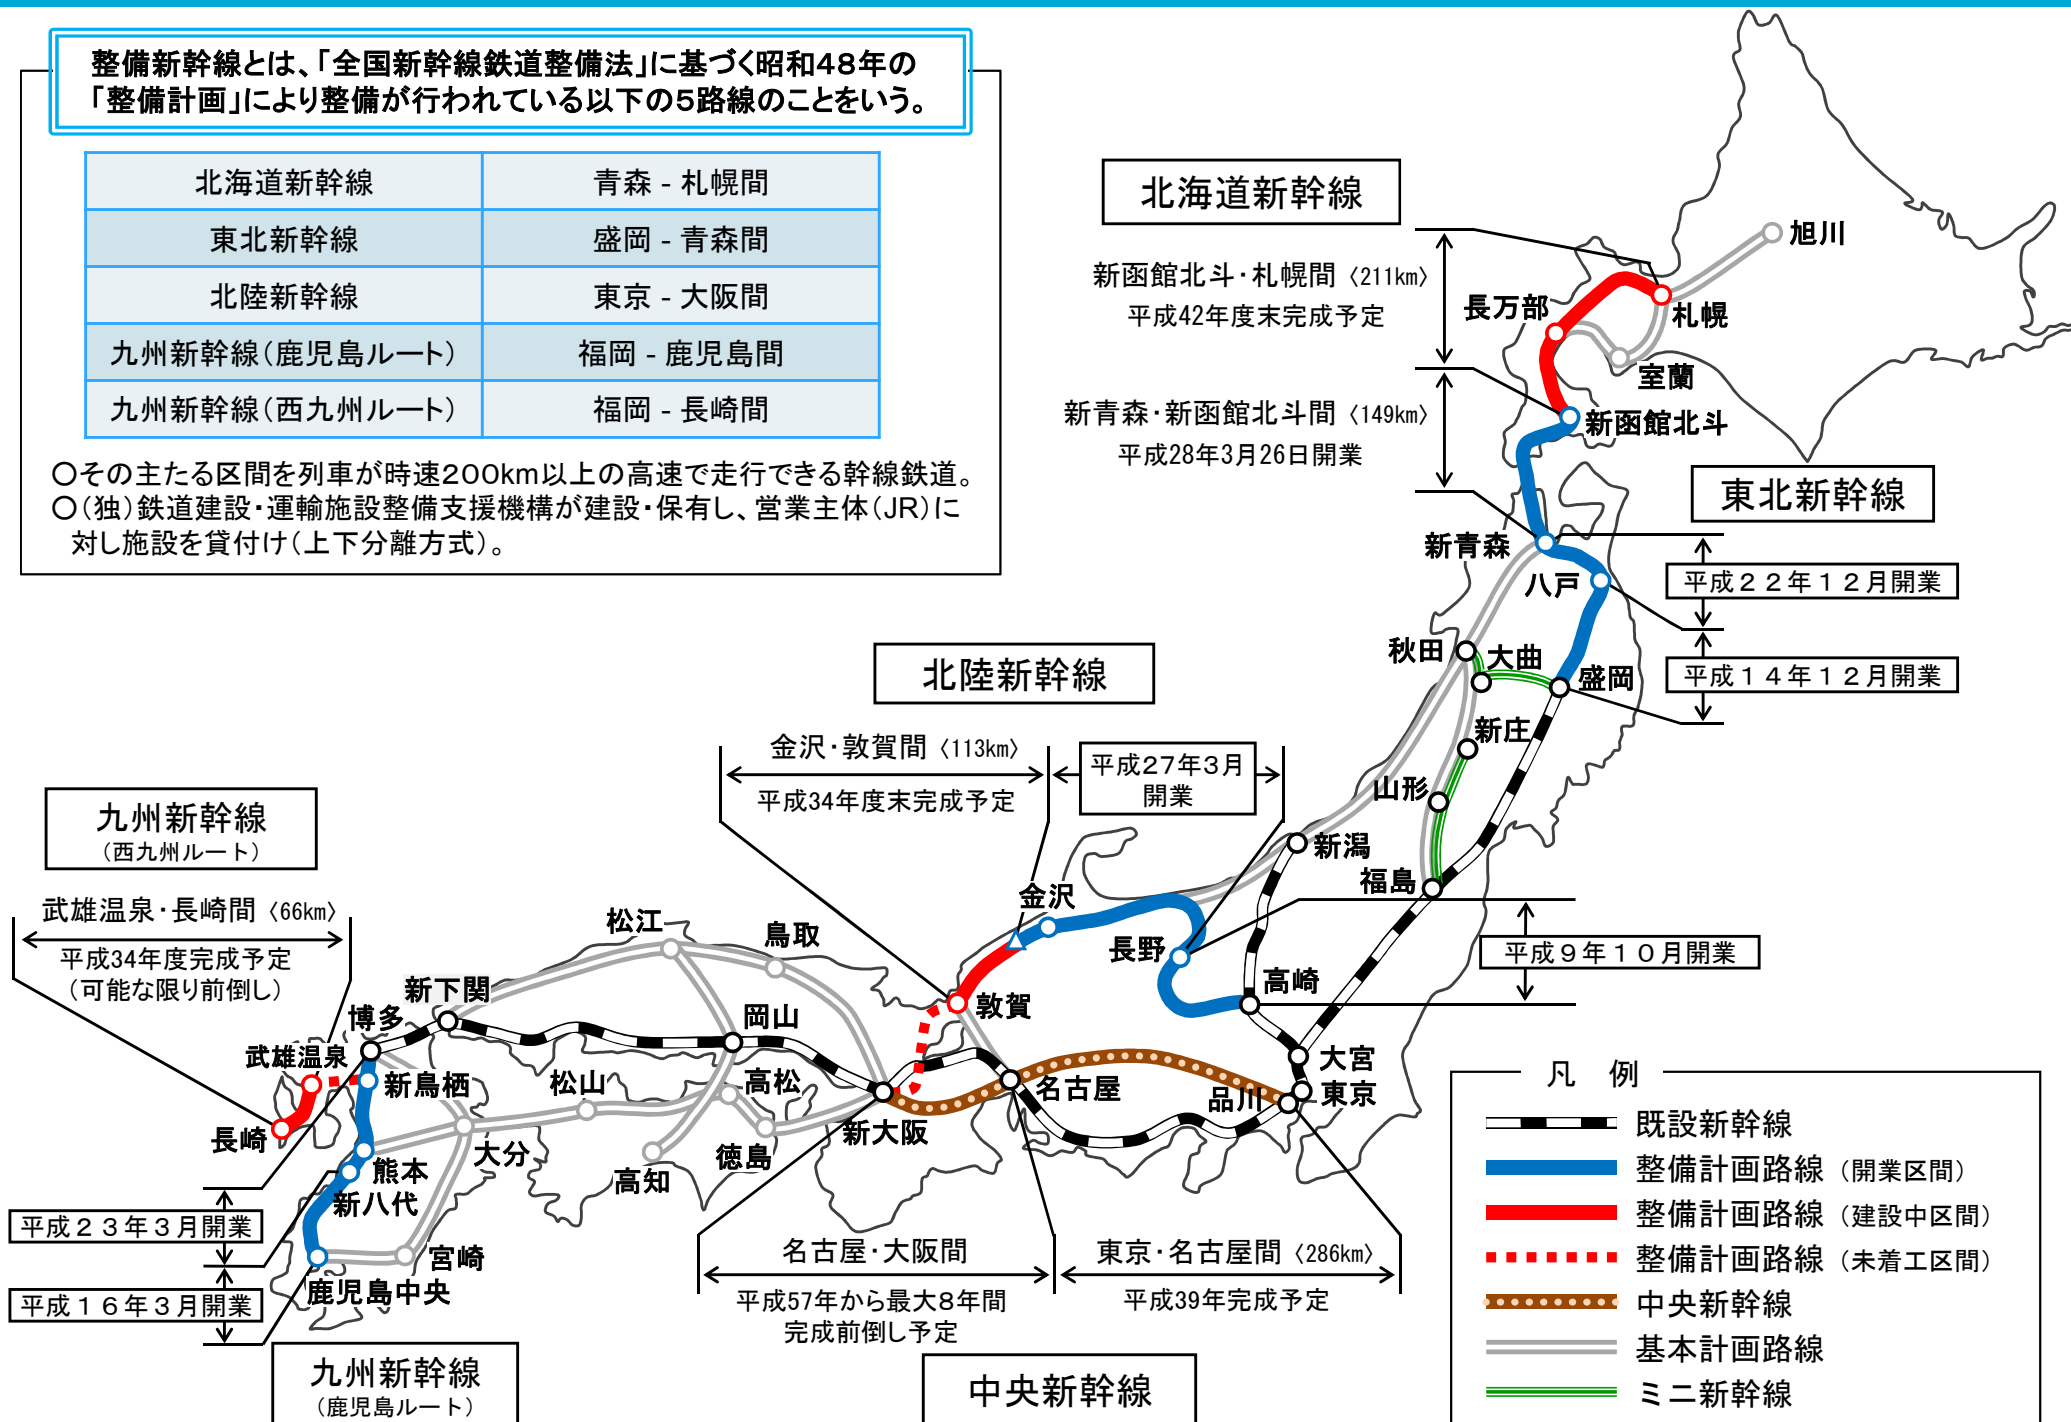 整備新幹線とは、「全国新幹線鉄道整備法」に基づく昭和48年の
「整備計画」により整備が行われている以下の5路線のことをいう。
北海道新幹線 青森 - 札幌間
東北新幹線 盛岡 - 青森間
北陸新幹線 東京 - 大阪間
九州新幹線(鹿児島ルート) 福岡 - 鹿児島間
九州新幹線(西九州ルート) 福岡 - 長崎間
○その主たる区間を列車が時速200km以上の高速で走行できる幹線鉄道。
○(独)鉄道建設・運輸施設整備支援機構が建設・保有し、営業主体(JR)に
対し施設を貸付け(上下分離方式)。
北海道新幹線
新函館北斗・札幌間〈211km〉
平成42年度末完成予定
新青森・新函館北斗間〈149km〉
平成28年3月26日開業
旭川
札幌
長万部
室蘭
新函館北斗
東北新幹線
新青森
八戸
平成22年12月開業
平成14年12月開業
秋田
大曲
盛岡
新庄
山形
福島
新潟
北陸新幹線
金沢・敦賀間〈113km〉
平成34年度末完成予定
平成27年3月
開業
金沢
長野
高崎
平成9年10月開業
敦賀
大宮
東京
品川
名古屋
新大阪
九州新幹線
(西九州ルート)
武雄温泉・長崎間〈66km〉
平成34年度完成予定
(可能な限り前倒し)
松江
鳥取
新下関
博多
岡山
武雄温泉
新鳥栖
松山
高松
長崎
大分
徳島
高知
熊本
新八代
宮崎
鹿児島中央
平成23年3月開業
平成16年3月開業
九州新幹線
(鹿児島ルート)
名古屋・大阪間
平成57年から最大8年間
完成前倒し予定
東京・名古屋間〈286km〉
平成39年完成予定
中央新幹線
凡 例
既設新幹線
整備計画路線(開業区間)
整備計画路線(建設中区間)
整備計画路線(未着工区間)
中央新幹線
基本計画路線
ミニ新幹線